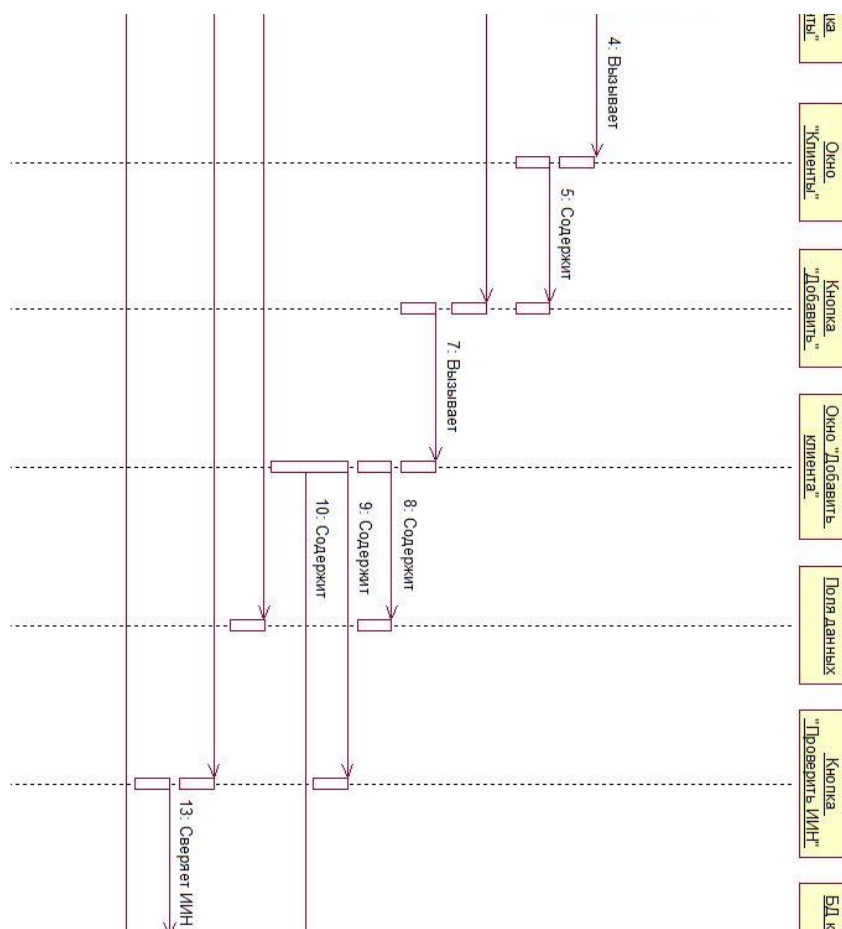 Окно
"Клиенты"
Кнопка
"Добавить"
Окно "Добавить
клиента"
Поля данных
Кнопка
"Проверить ИИН"
БД к
4: Вызывает
5: Содержит
7: Вызывает
8: Содержит
9: Содержит
10: Содержит
13: Сверяет ИИН